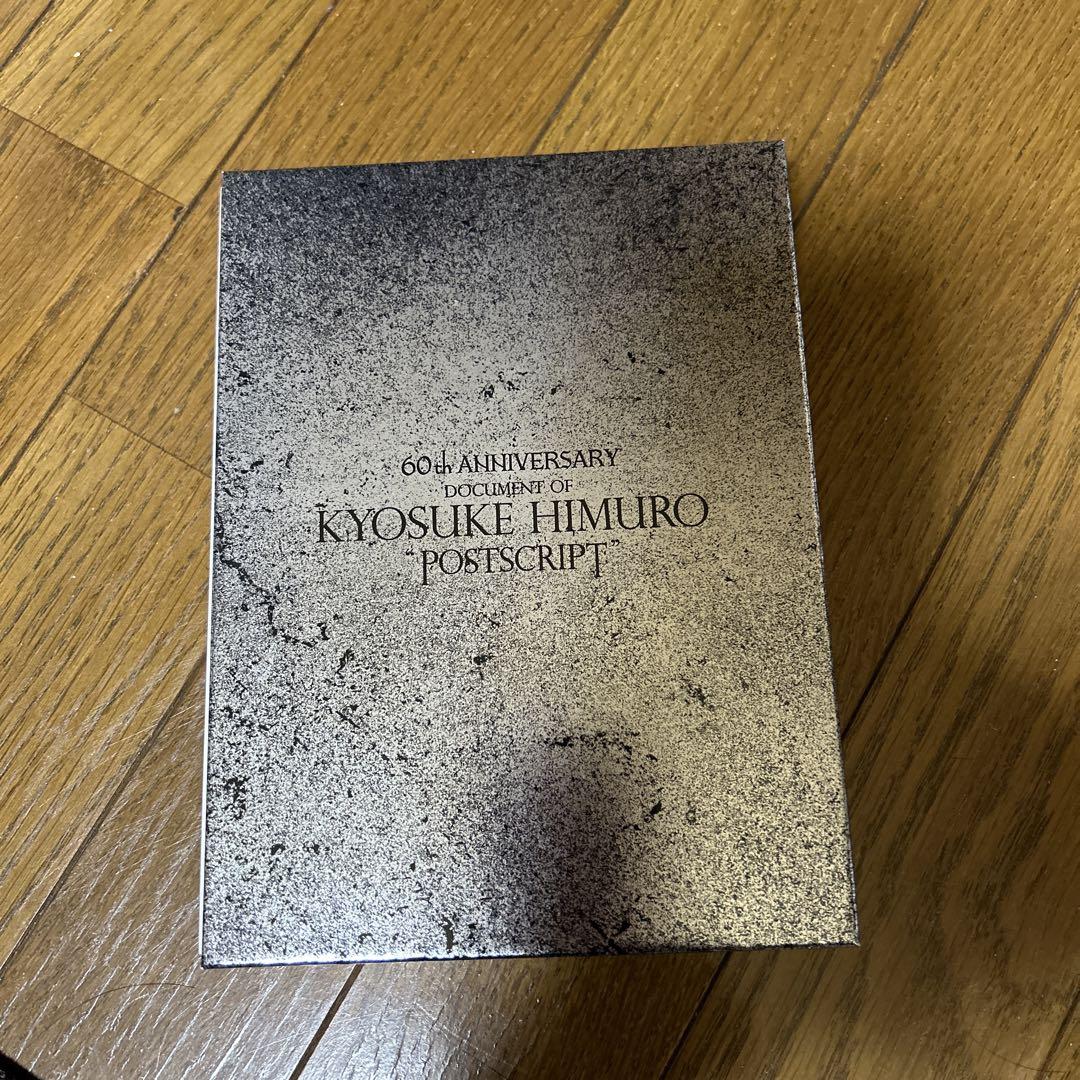 60th ANNIVERSARY
DOCUMENT OF
KYOSUKE HIMURO
"POSTSCRIPT"